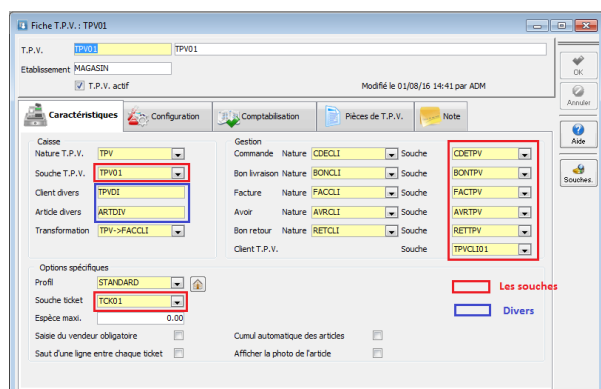 Fiche T.P.V. : TPV01
T.P.V. TPV01 TPV01
Etablissement MAGASIN
T.P.V. actif Modifié le 01/08/16 14:41 par ADM
OK
Annuler
Aide
Souches.
Caractéristiques Configuration Comptabilisation Pièces de T.P.V. Note
Caisse Gestion
Nature T.P.V. TPV Commande Nature CDECLI Souche CDETPV
Souche T.P.V. TPV01 Bon livraison Nature BONCLI Souche BONTPV
Client divers TPVDI Facture Nature FACCLI Souche FACTPV
Article divers ARTDIV Avoir Nature AVRCLI Souche AVRTPV
Transformation TPV->FACCLI Bon retour Nature RETCLI Souche RETTPV
Client T.P.V. Souche TPVCLI01
Options spécifiques
Profil STANDARD
Les souches
Souche ticket TCK01
Divers
Espèce maxi. 0.00
Saisie du vendeur obligatoire Cumul automatique des articles
Saut d'une ligne entre chaque ticket Afficher la photo de l'article